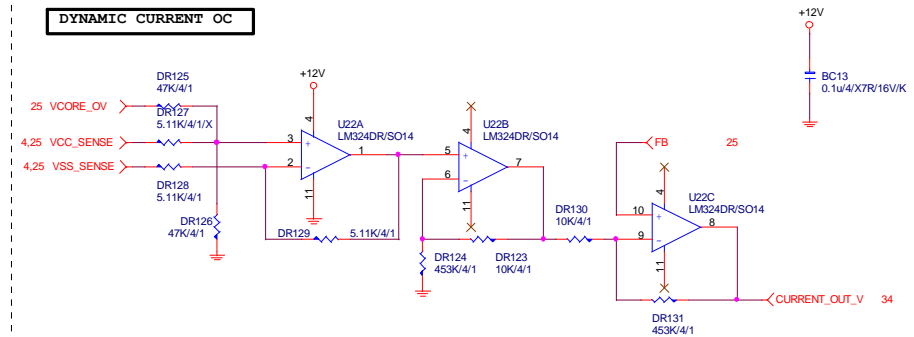 DYNAMIC CURRENT OC
+12V
BC13
0.1u/4/X7R/16V/K
DR125
47K/4/1
+12V
25 VCORE_OV
DR127
5.11K/4/1/X
U22A
LM324DR/SO14
U22B
LM324DR/SO14
4,25 VCC_SENSE
3
4
1
5
4
7
FB 25
4,25 VSS_SENSE
2
11
6
11
DR128
5.11K/4/1
U22C
LM324DR/SO14
10
4
8
9
11
DR126
47K/4/1
DR129 5.11K/4/1
DR130
10K/4/1
DR124
453K/4/1
DR123
10K/4/1
CURRENT_OUT_V 34
DR131
453K/4/1